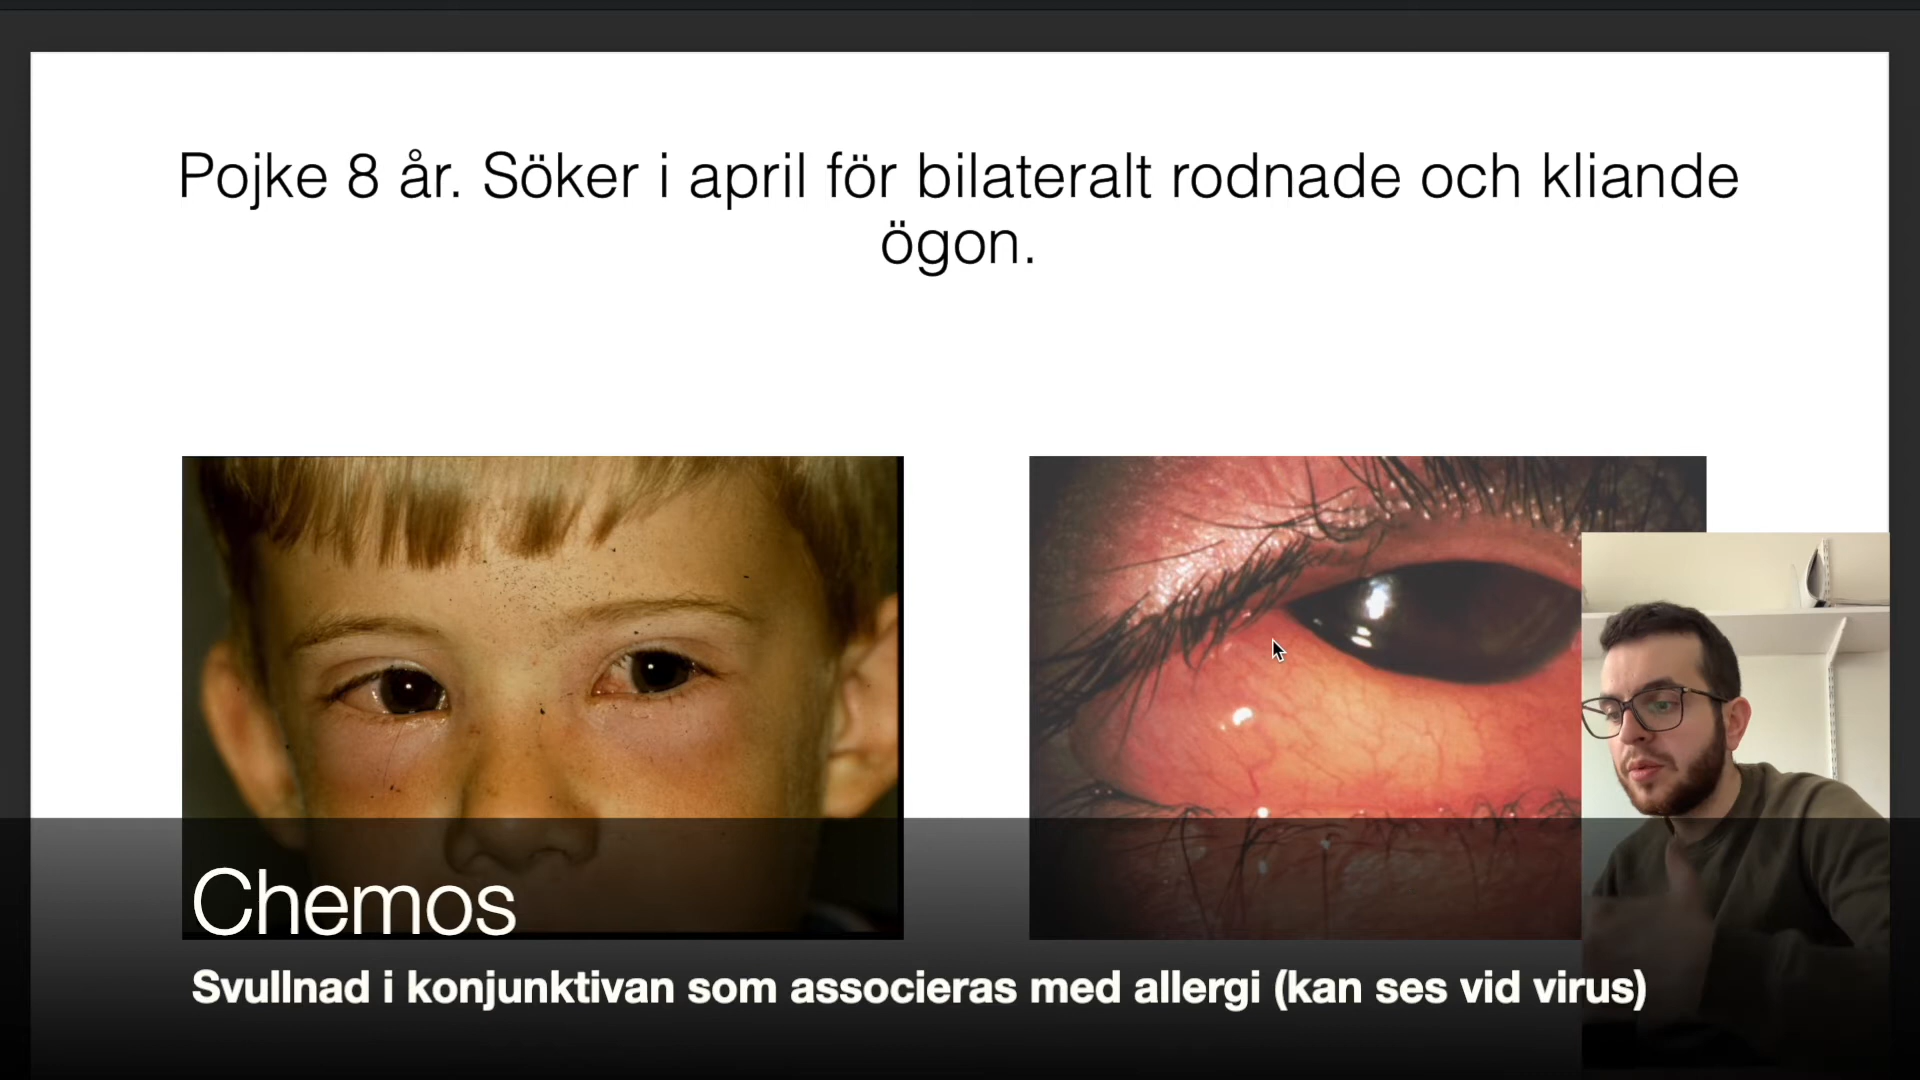 Pojke 8 år. Söker i april för bilateralt rodnade och kliande
ögon.
Chemos
Svullnad i konjunktivan som associeras med allergi (kan ses vid virus)